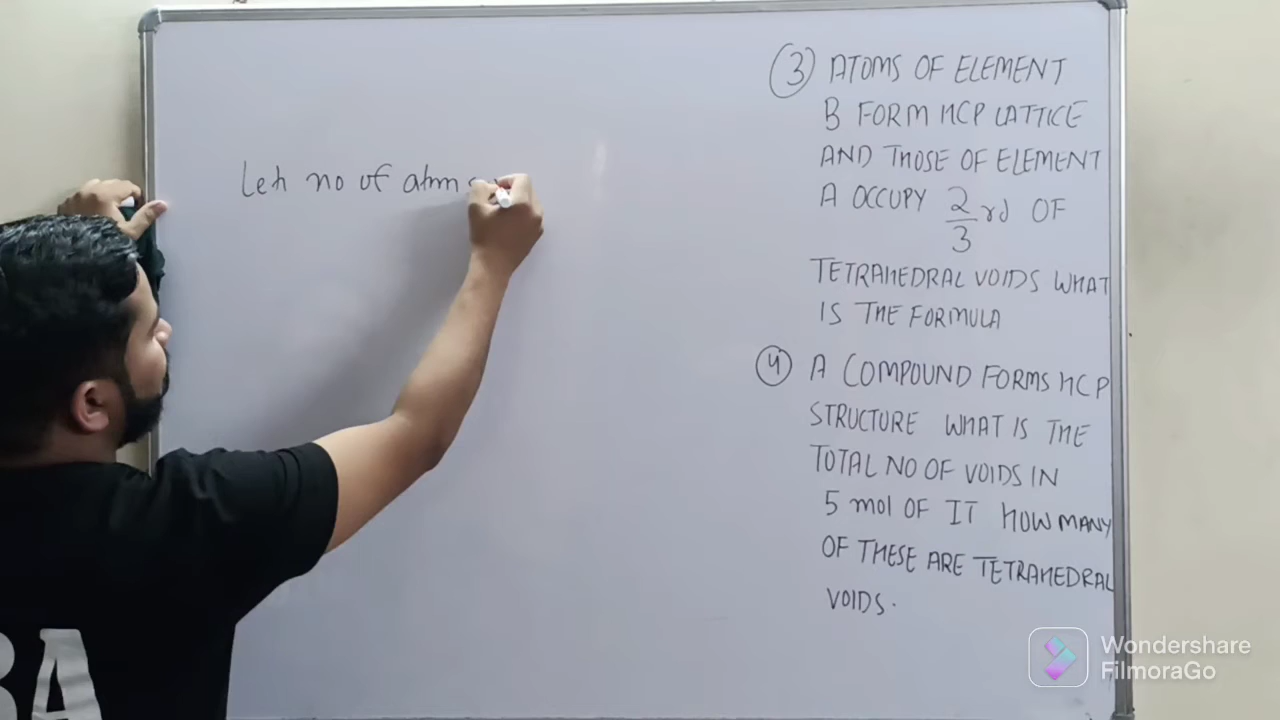 Let no of atm
③ ATOMS OF ELEMENT
B FORM HCP LATTICE
AND THOSE OF ELEMENT
A OCCUPY 2/3 rd OF
TETRAHEDRAL VOIDS WHAT
IS THE FORMULA
④ A COMPOUND FORMS HCP
STRUCTURE WHAT IS THE
TOTAL NO OF VOIDS IN
5 mol OF IT HOW MANY
OF THESE ARE TETRAHEDRAL
VOIDS.
Wondershare
FilmoraGo